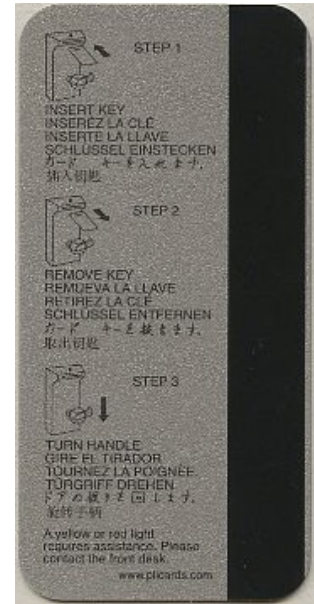 STEP 1
INSERT KEY
INSEREZ LA CLÉ
INSERTE LA LLAVE
SCHLÜSSEL EINSTECKEN
カード キーを入れます.
插入钥匙
STEP 2
REMOVE KEY
REMUEVA LA LLAVE
RETIREZ LA CLÉ
SCHLÜSSEL ENTFERNEN
カード キーを抜きます.
取出钥匙
STEP 3
TURN HANDLE
GIRE EL TIRADOR
TOURNEZ LA POIGNÉE
TÜRGRIFF DREHEN
ドアの握りを回します.
旋转手柄
A yellow or red light
requires assistance. Please
contact the front desk.
www.plicards.com